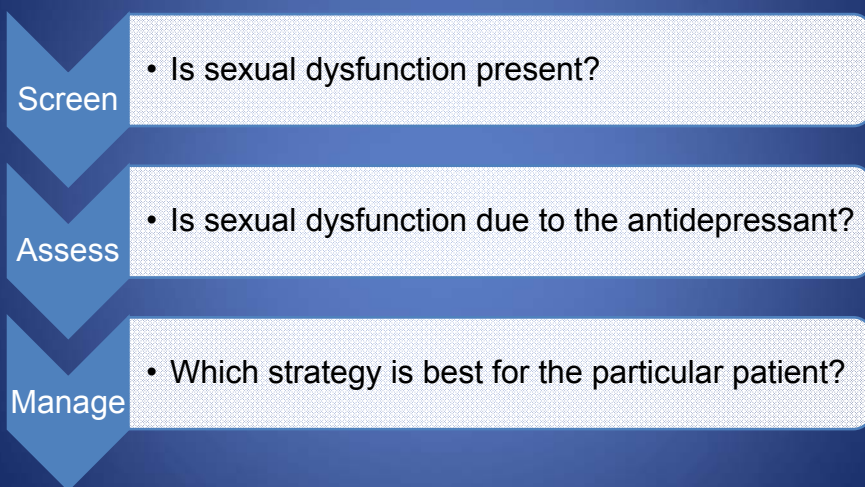 Screen
• Is sexual dysfunction present?
Assess
• Is sexual dysfunction due to the antidepressant?
Manage
• Which strategy is best for the particular patient?